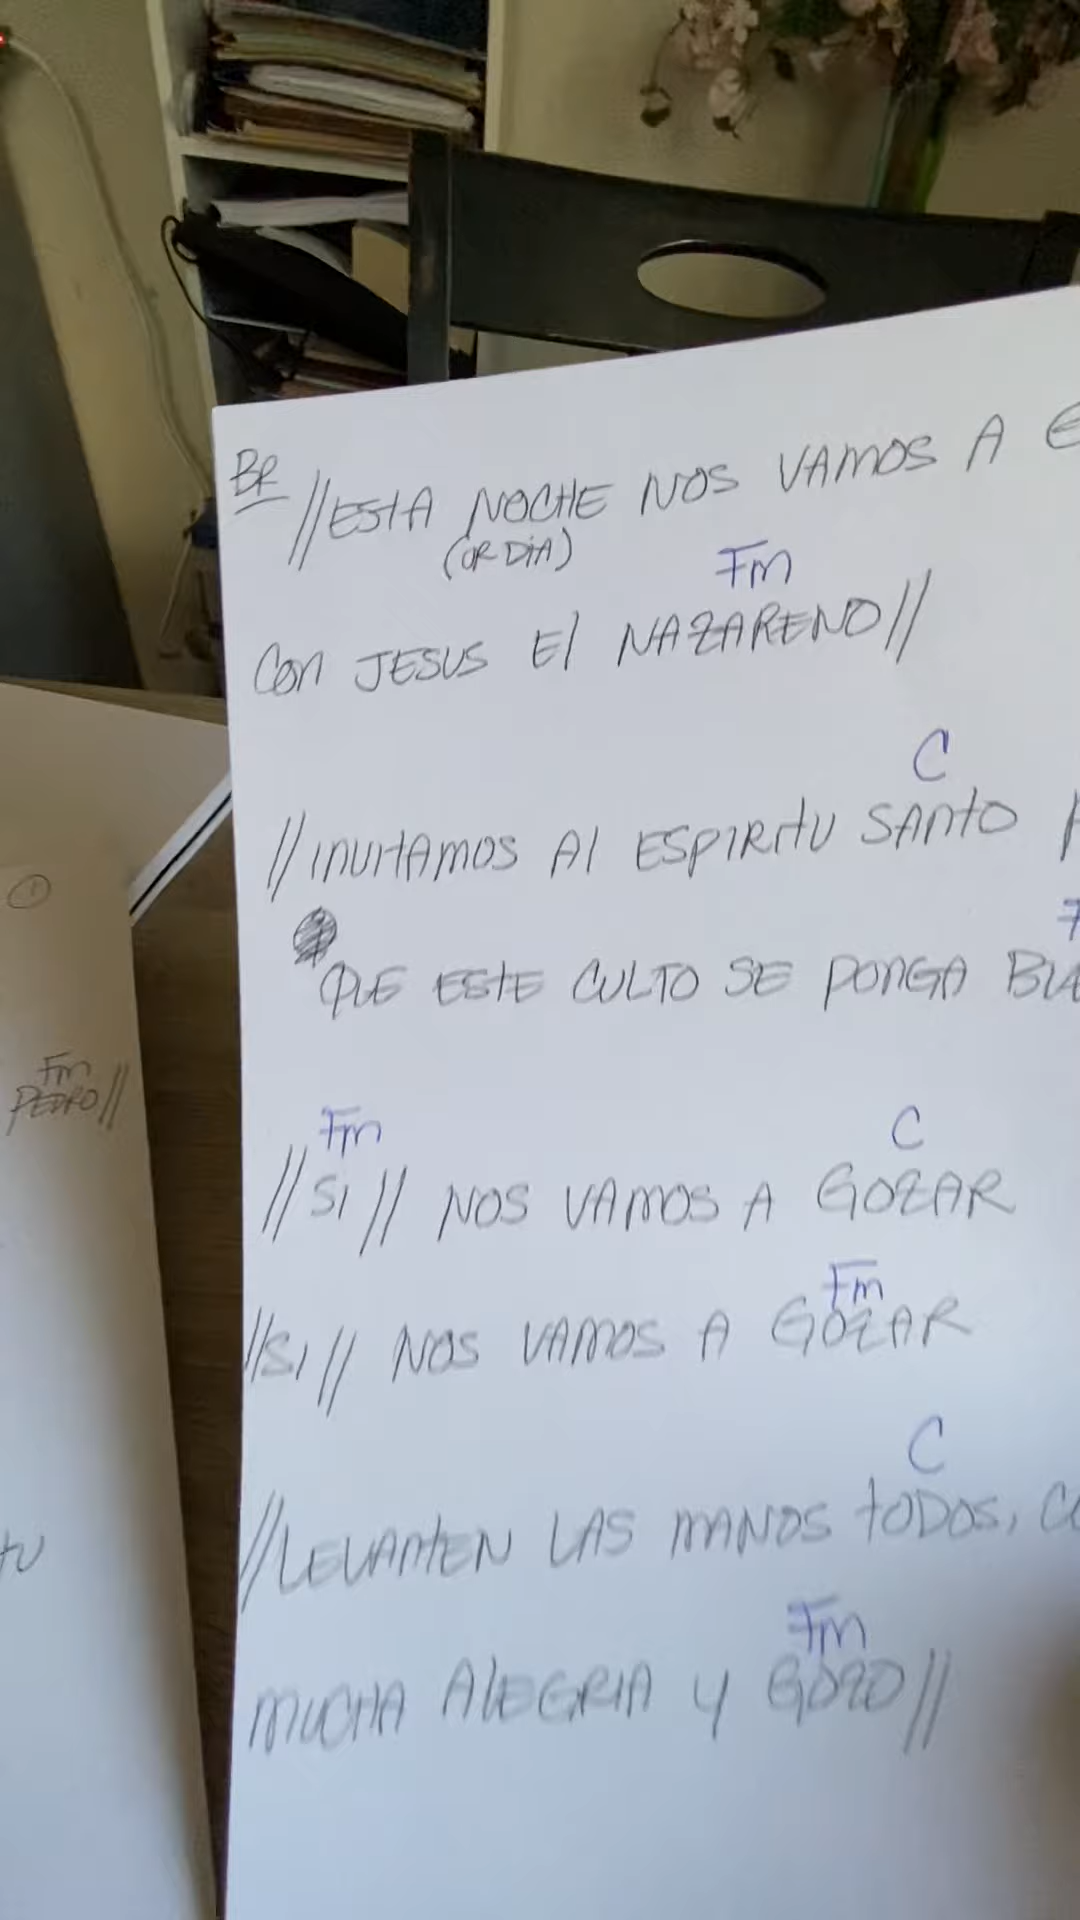 BR
//ESTA NOCHE NOS VAMOS A
(OR DIA)
Fm
CON JESUS El NAZARENO//
C
//INVITAMOS Al ESPIRITU SANTO
QUE ESTE CULTO SE PONGA
Fm
C
//SI// NOS VAMOS A GOZAR
Fm
//SI// NOS VAMOS A GOZAR
C
//LEVANTEN LAS MANOS TODOS,
Fm
MUCHA AlEGRIA Y GOZO//
1
Fm
PEDRO//